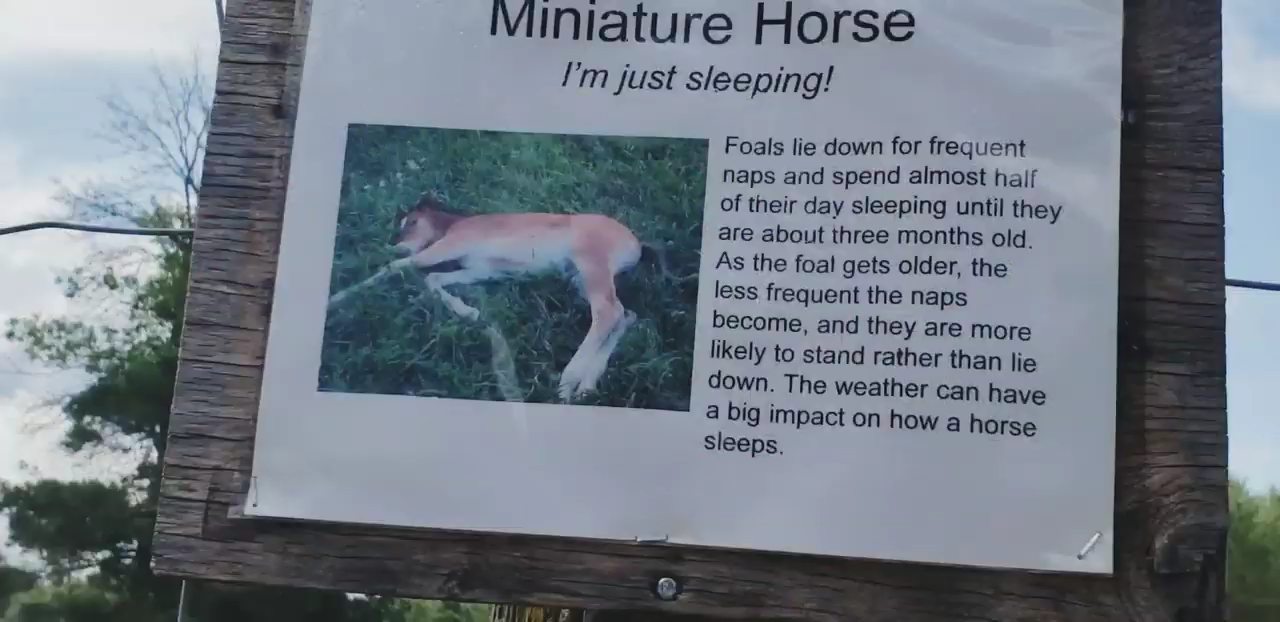 Miniature Horse
I'm just sleeping!
Foals lie down for frequent
naps and spend almost half
of their day sleeping until they
are about three months old.
As the foal gets older, the
less frequent the naps
become, and they are more
likely to stand rather than lie
down. The weather can have
a big impact on how a horse
sleeps.